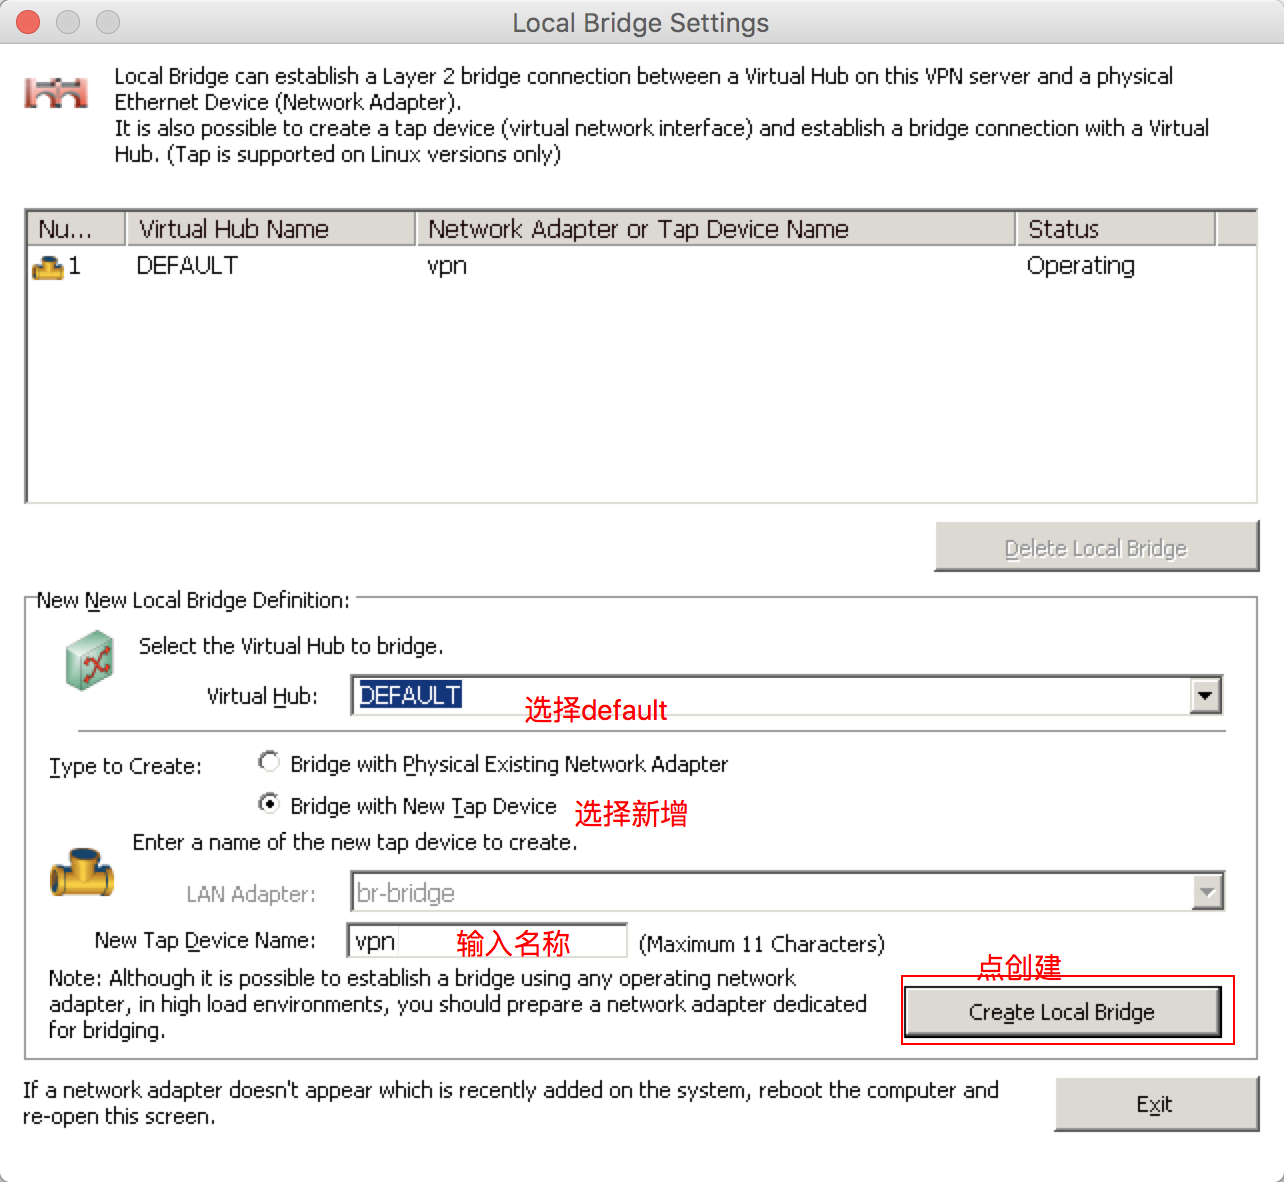 Local Bridge Settings
Local Bridge can establish a Layer 2 bridge connection between a Virtual Hub on this VPN server and a physical
Ethernet Device (Network Adapter).
It is also possible to create a tap device (virtual network interface) and establish a bridge connection with a Virtual
Hub. (Tap is supported on Linux versions only)
Nu... Virtual Hub Name Network Adapter or Tap Device Name Status
1 DEFAULT vpn Operating
Delete Local Bridge
New New Local Bridge Definition:
Select the Virtual Hub to bridge.
Virtual Hub: DEFAULT 选择default
Type to Create: Bridge with Physical Existing Network Adapter
Bridge with New Tap Device 选择新增
Enter a name of the new tap device to create.
LAN Adapter: br-bridge
New Tap Device Name: vpn 输入名称 (Maximum 11 Characters)
Note: Although it is possible to establish a bridge using any operating network
adapter, in high load environments, you should prepare a network adapter dedicated
for bridging.
点创建
Create Local Bridge
If a network adapter doesn't appear which is recently added on the system, reboot the computer and
re-open this screen.
Exit